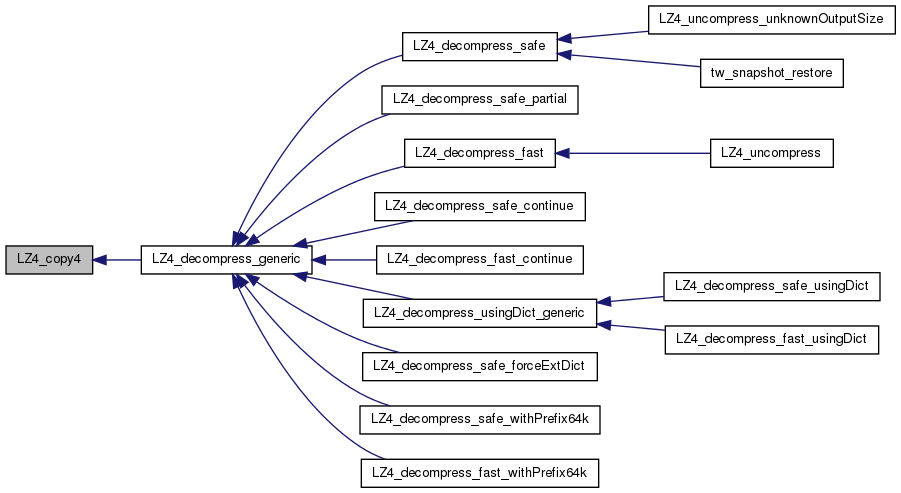 LZ4_uncompress_unknownOutputSize
LZ4_decompress_safe
tw_snapshot_restore
LZ4_decompress_safe_partial
LZ4_decompress_fast
LZ4_uncompress
LZ4_decompress_safe_continue
LZ4_copy4
LZ4_decompress_generic
LZ4_decompress_fast_continue
LZ4_decompress_safe_usingDict
LZ4_decompress_usingDict_generic
LZ4_decompress_fast_usingDict
LZ4_decompress_safe_forceExtDict
LZ4_decompress_safe_withPrefix64k
LZ4_decompress_fast_withPrefix64k